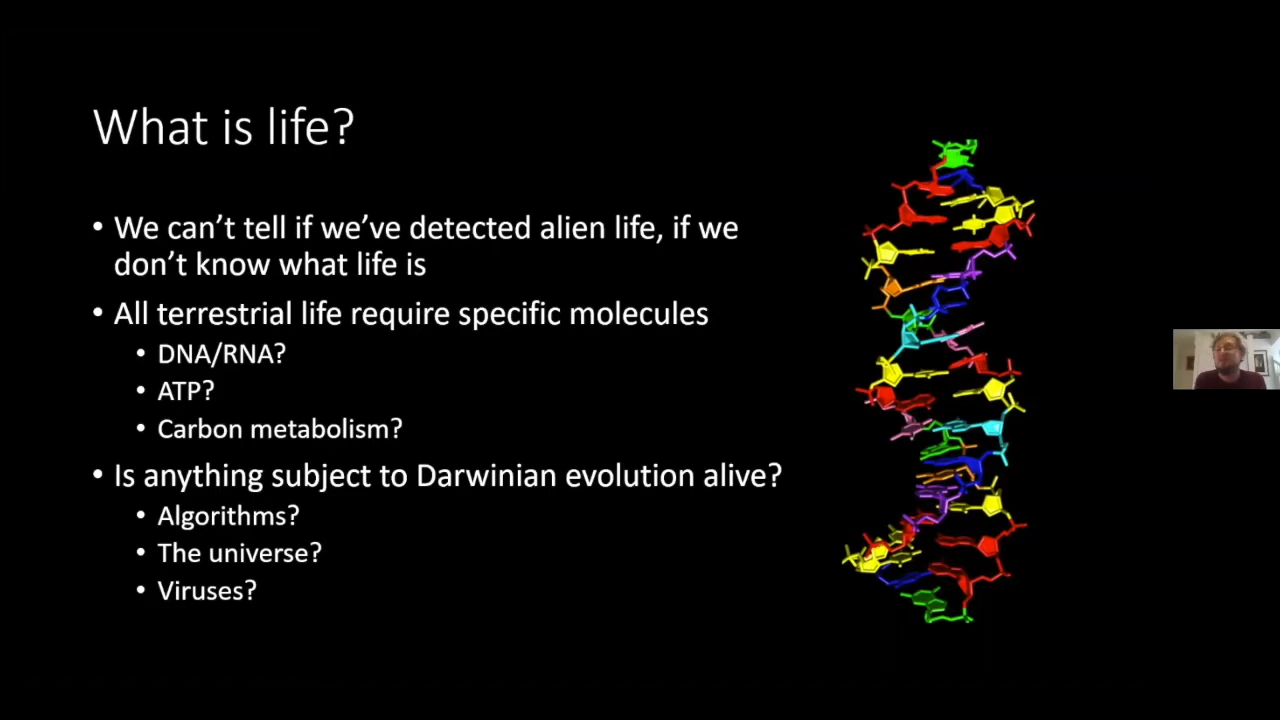 What is life?
• We can’t tell if we’ve detected alien life, if we
don’t know what life is
• All terrestrial life require specific molecules
• DNA/RNA?
• ATP?
• Carbon metabolism?
• Is anything subject to Darwinian evolution alive?
• Algorithms?
• The universe?
• Viruses?